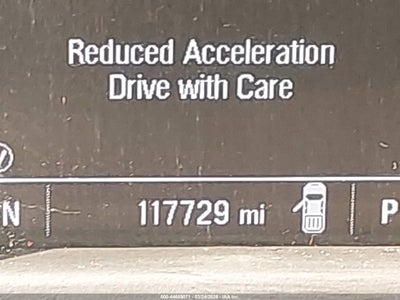 Reduced Acceleration
Drive with Care
N
117729 mi
P